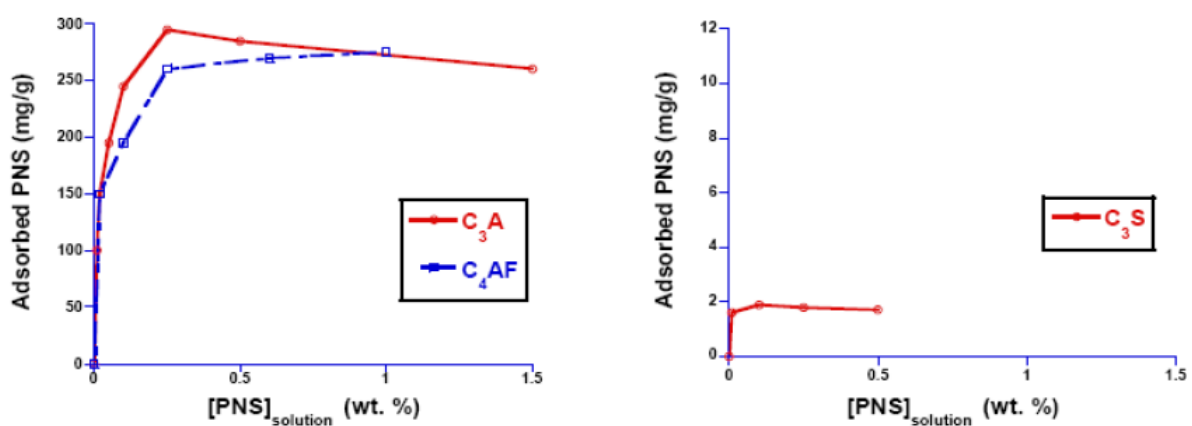 300
250
200
150
100
50
0
Adsorbed PNS (mg/g)
C₃A
C₄AF
0 0.5 1 1.5
[PNS]solution (wt. %)
12
10
8
6
4
2
0
Adsorbed PNS (mg/g)
C₃S
0 0.5 1 1.5
[PNS]solution (wt. %)